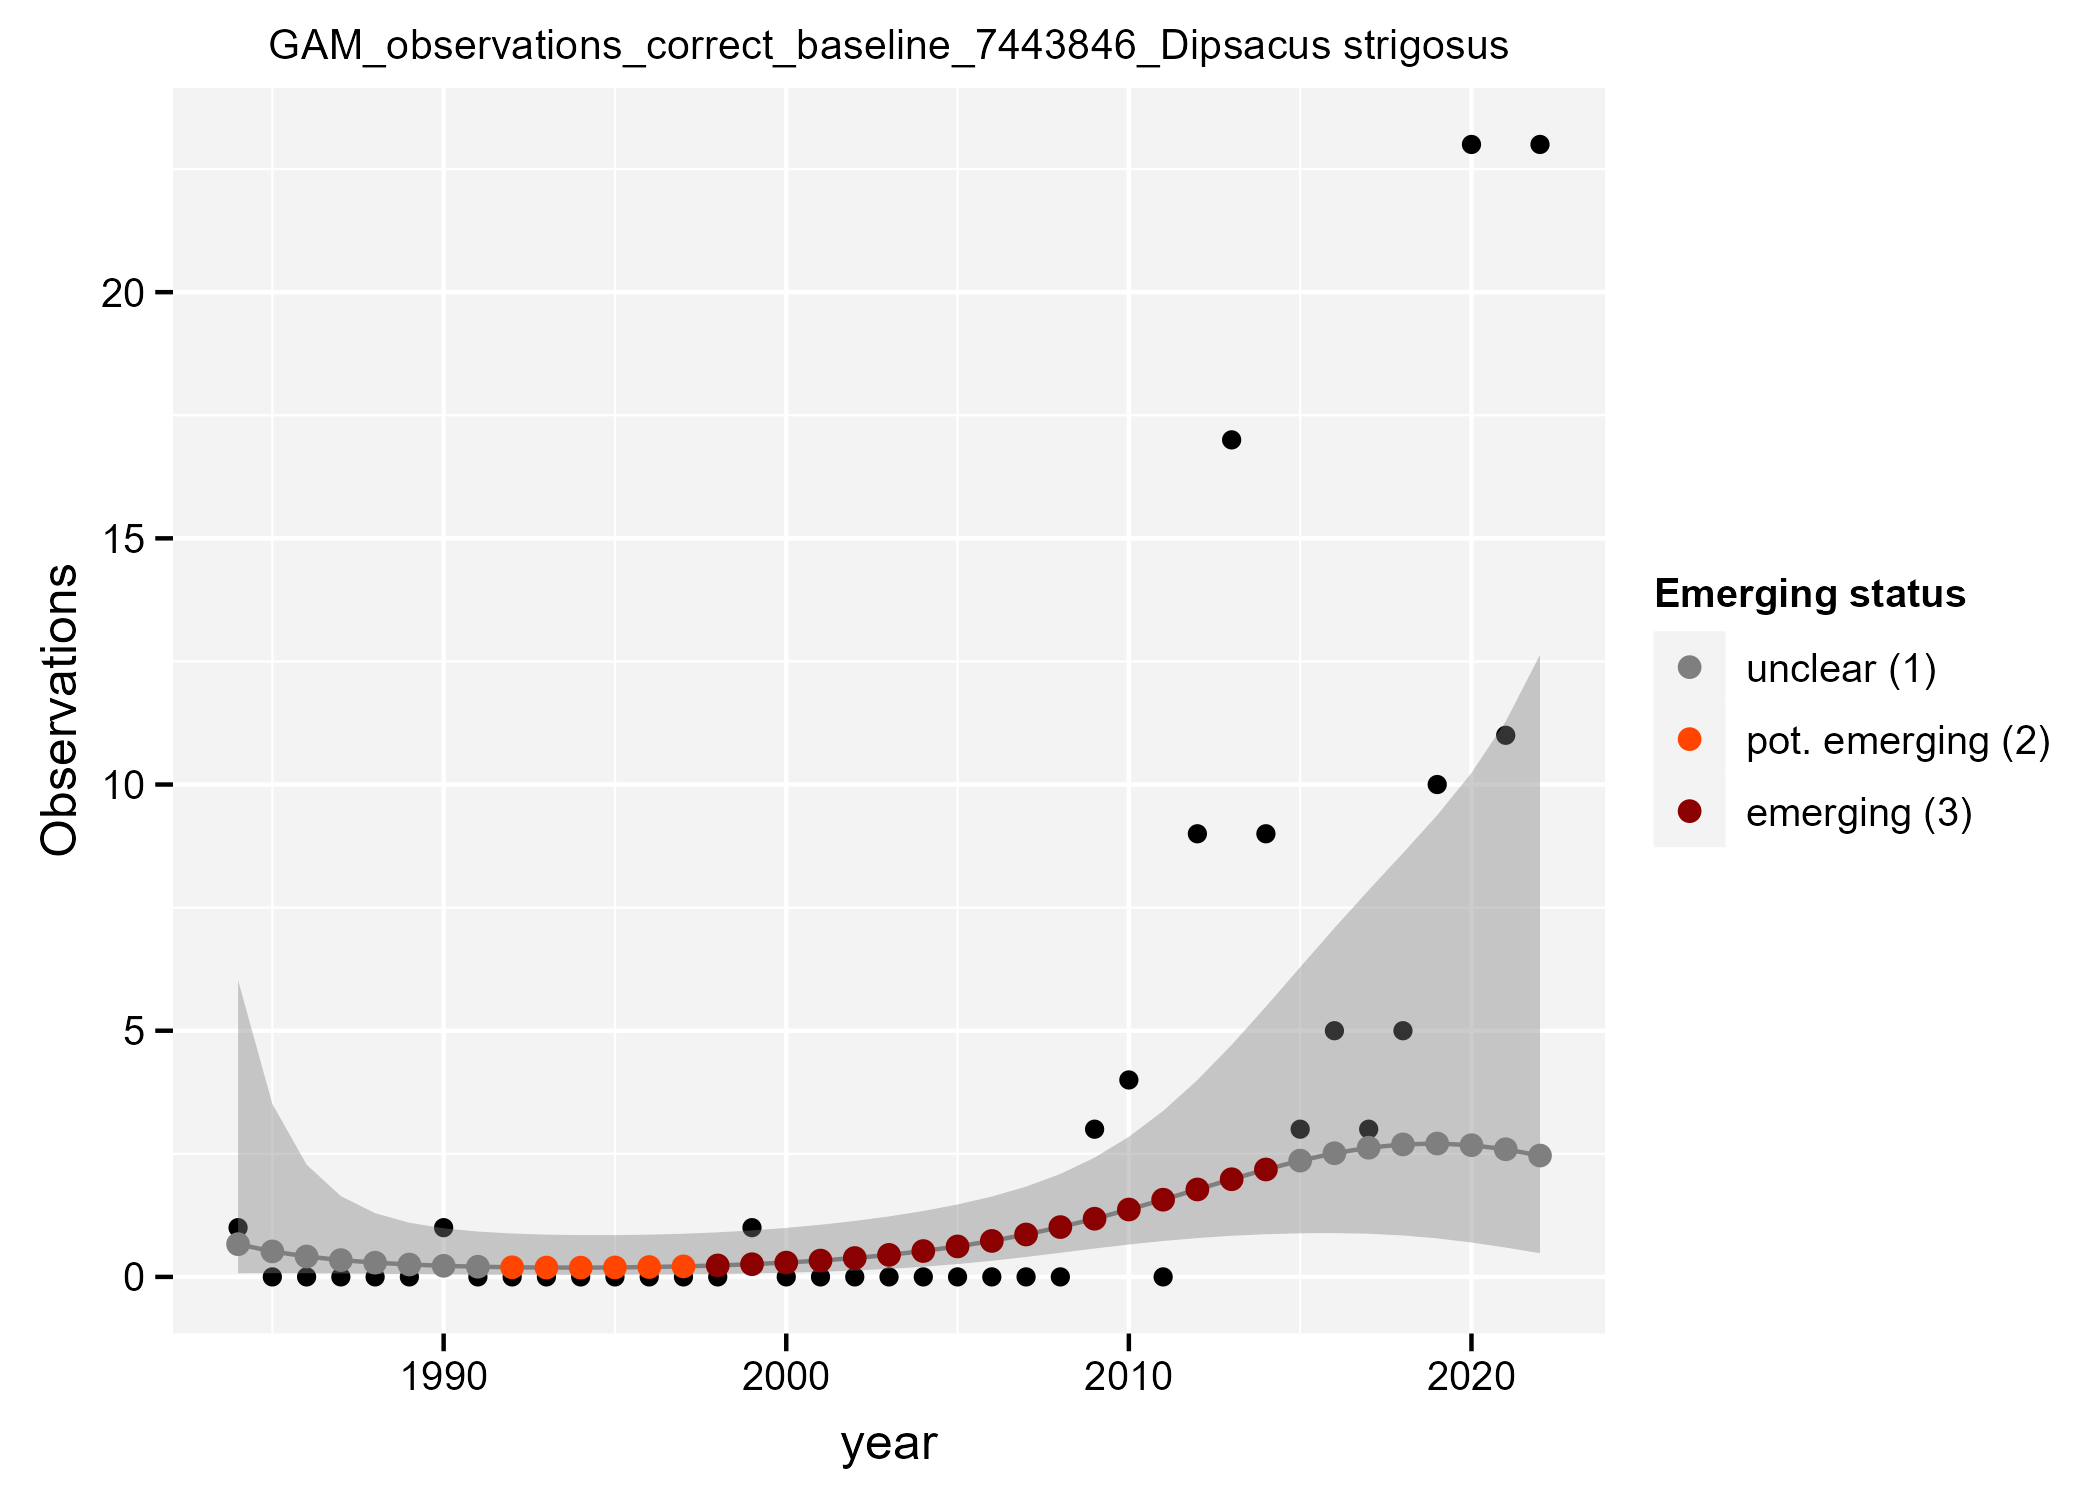 GAM_observations_correct_baseline_7443846_Dipsacus strigosus
Observations
20
15
10
5
0
1990
2000
2010
2020
year
Emerging status
unclear (1)
pot. emerging (2)
emerging (3)